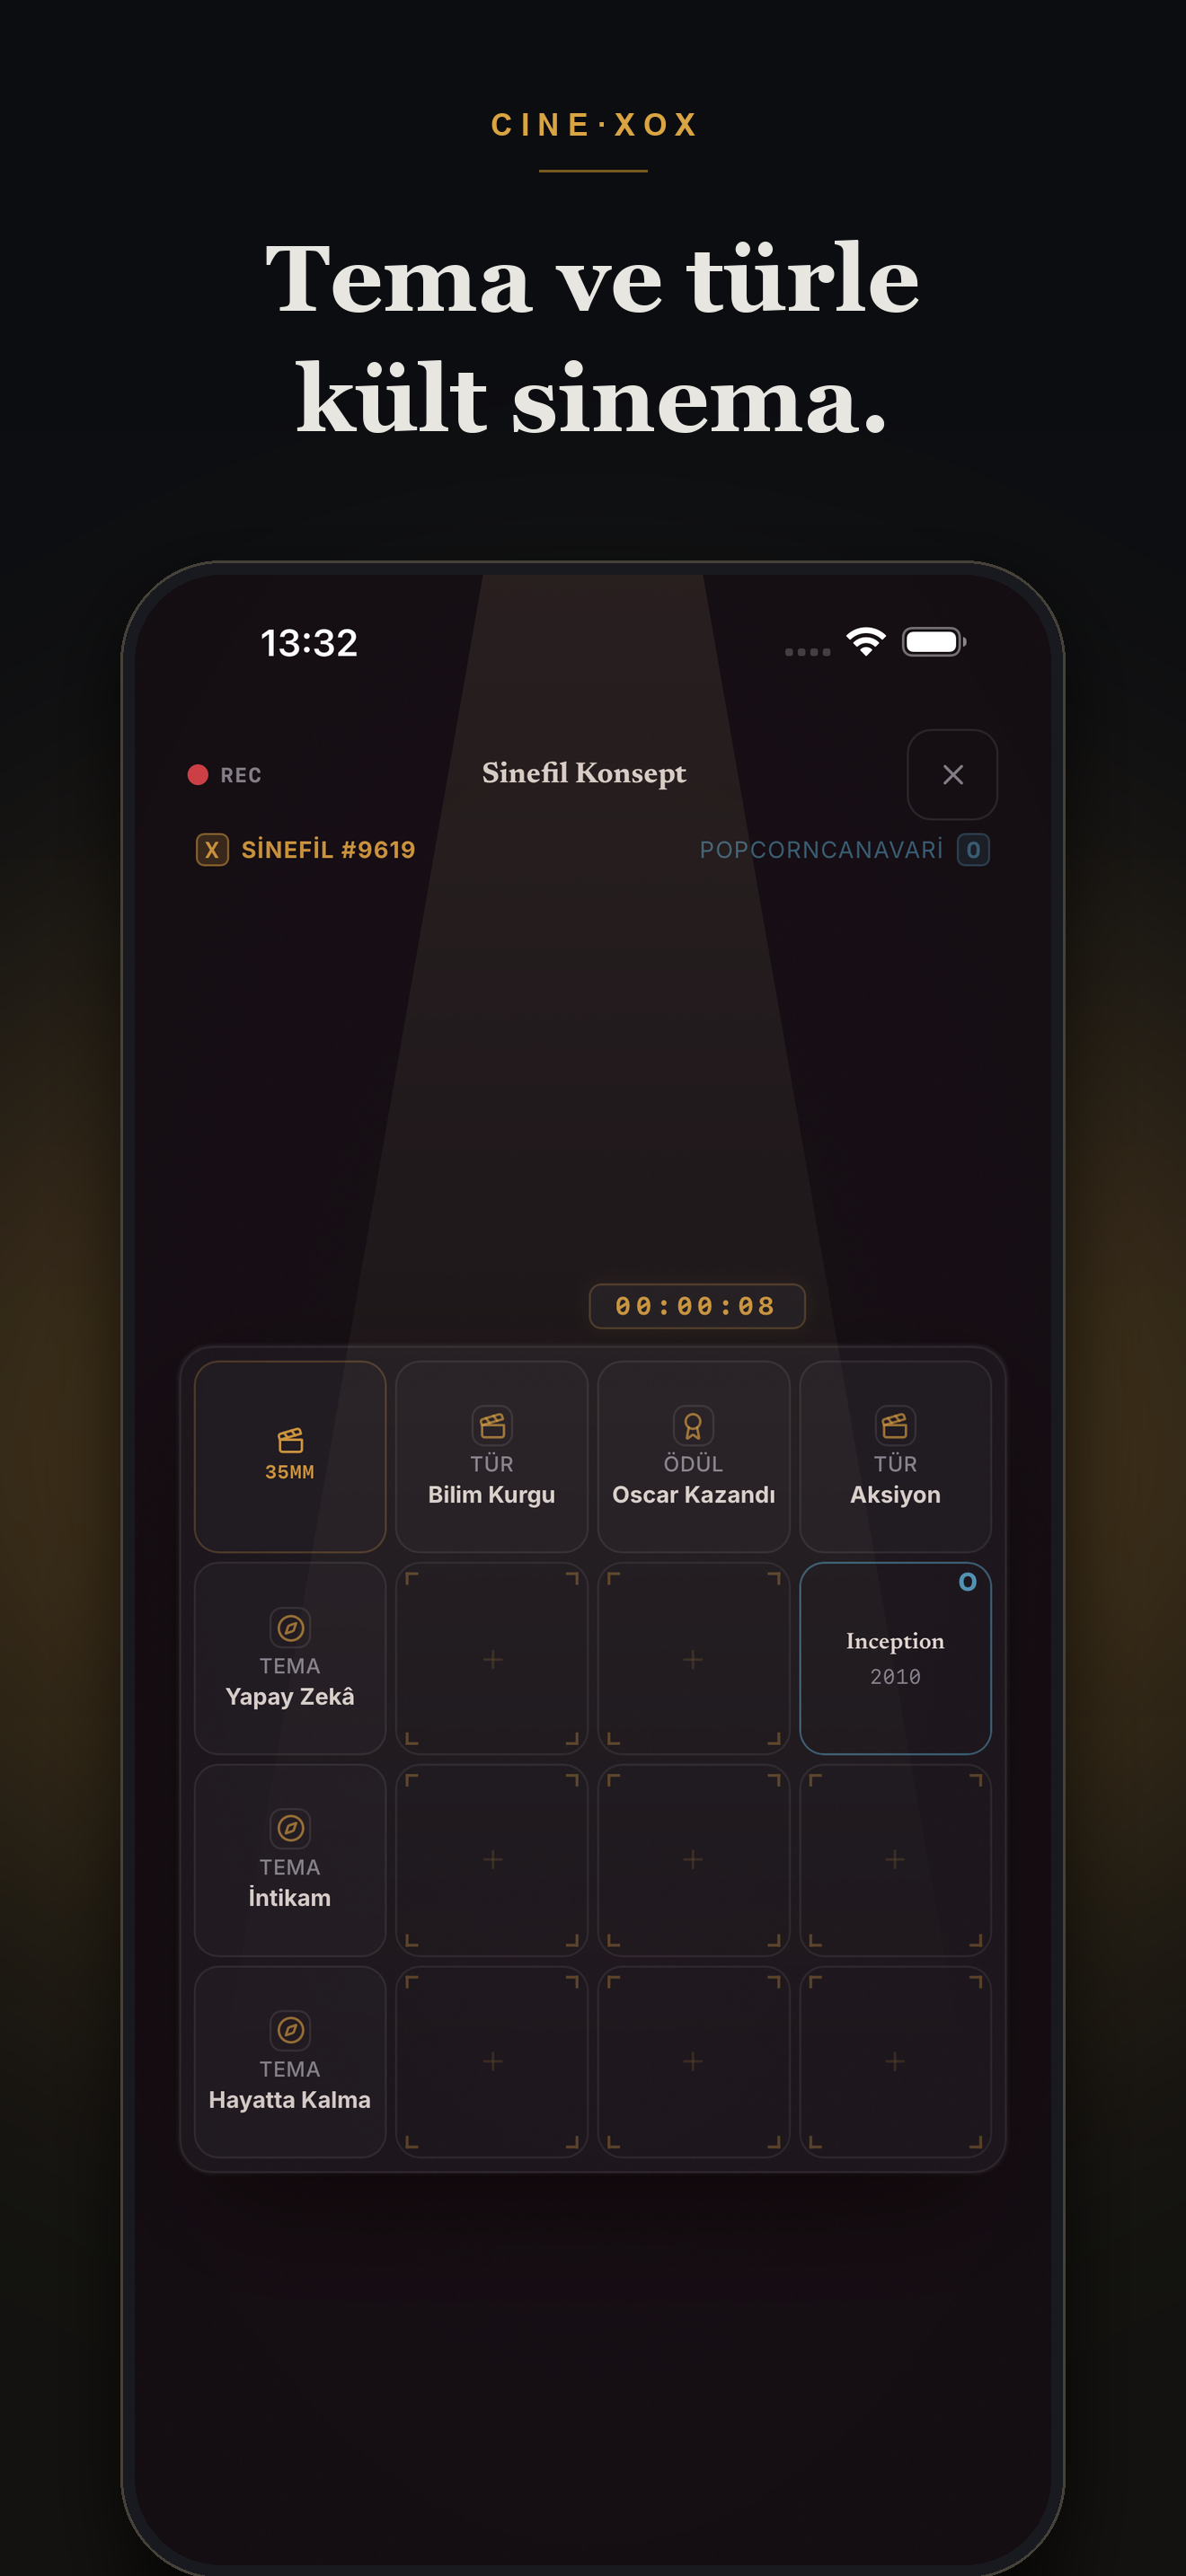 CINE·XOX
Tema ve türle
kült sinema.
13:32
REC
Sinefil Konsept
X SİNEFİL #9619
POPCORNCANAVARİ O
00:00:08
35MM
TÜR
Bilim Kurgu
ÖDÜL
Oscar Kazandı
TÜR
Aksiyon
TEMA
Yapay Zekâ
O
Inception
2010
TEMA
İntikam
TEMA
Hayatta Kalma